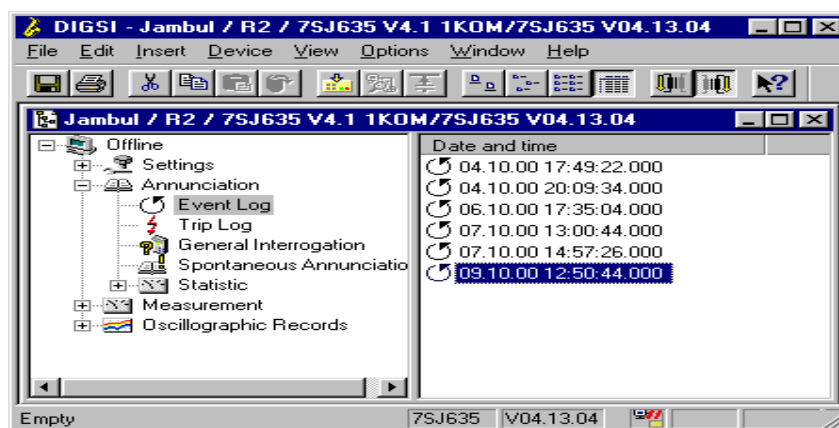 DIGSI - Jambul / R2 / 7SJ635 V4.1 1KOM/7SJ635 V04.13.04
File Edit Insert Device View Options Window Help
Jambul / R2 / 7SJ635 V4.1 1KOM/7SJ635 V04.13.04
Offline
Settings
Annunciation
Event Log
Trip Log
General Interrogation
Spontaneous Annunciatio
Statistic
Measurement
Oscillographic Records
Date and time
04.10.00 17:49:22.000
04.10.00 20:09:34.000
06.10.00 17:35:04.000
07.10.00 13:00:44.000
07.10.00 14:57:26.000
09.10.00 12:50:44.000
Empty 7SJ635 V04.13.04